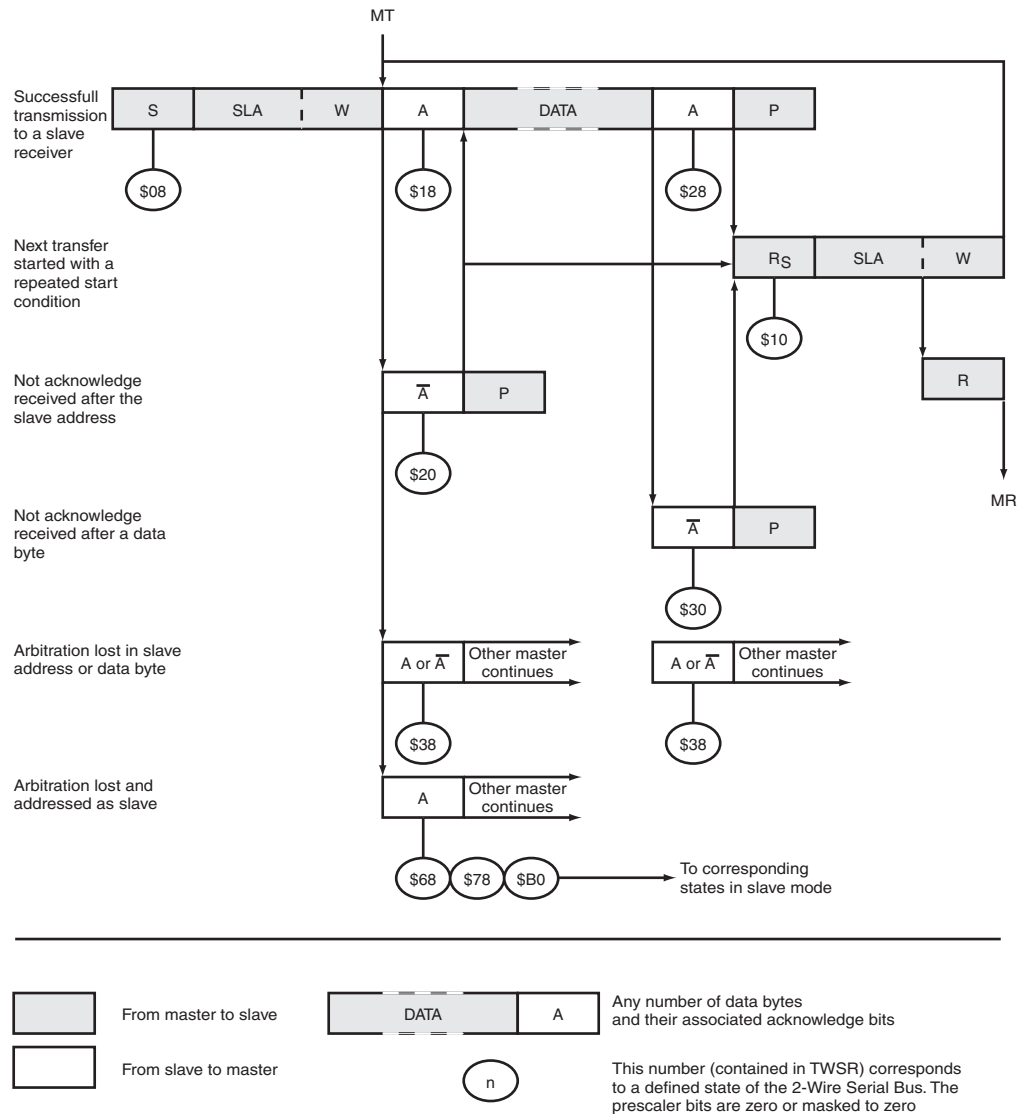 MT
Successfull
transmission
to a slave
receiver
S SLA W A DATA A P
$08 $18 $28
Next transfer
started with a
repeated start
condition
RS SLA W
$10
Not acknowledge
received after the
slave address
A̅ P
R
$20
MR
Not acknowledge
received after a data
byte
A̅ P
$30
Arbitration lost in slave
address or data byte
A or A̅ Other master
continues
A or A̅ Other master
continues
$38 $38
Arbitration lost and
addressed as slave
A Other master
continues
$68 $78 $B0
To corresponding
states in slave mode
From master to slave
DATA A
Any number of data bytes
and their associated acknowledge bits
From slave to master
n
This number (contained in TWSR) corresponds
to a defined state of the 2-Wire Serial Bus. The
prescaler bits are zero or masked to zero